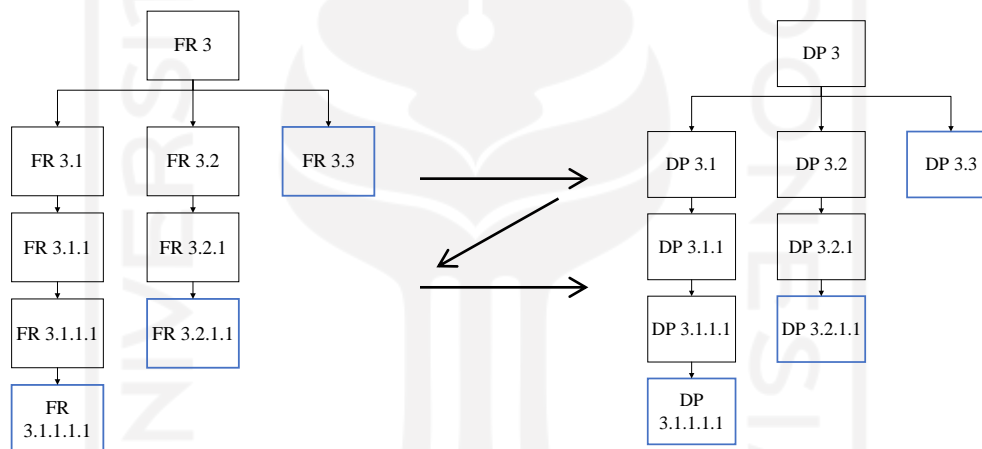 FR 3
DP 3
FR 3.1
FR 3.2
FR 3.3
DP 3.1
DP 3.2
DP 3.3
FR 3.1.1
FR 3.2.1
DP 3.1.1
DP 3.2.1
FR 3.1.1.1
FR 3.2.1.1
DP 3.1.1.1
DP 3.2.1.1
FR
3.1.1.1.1
DP
3.1.1.1.1